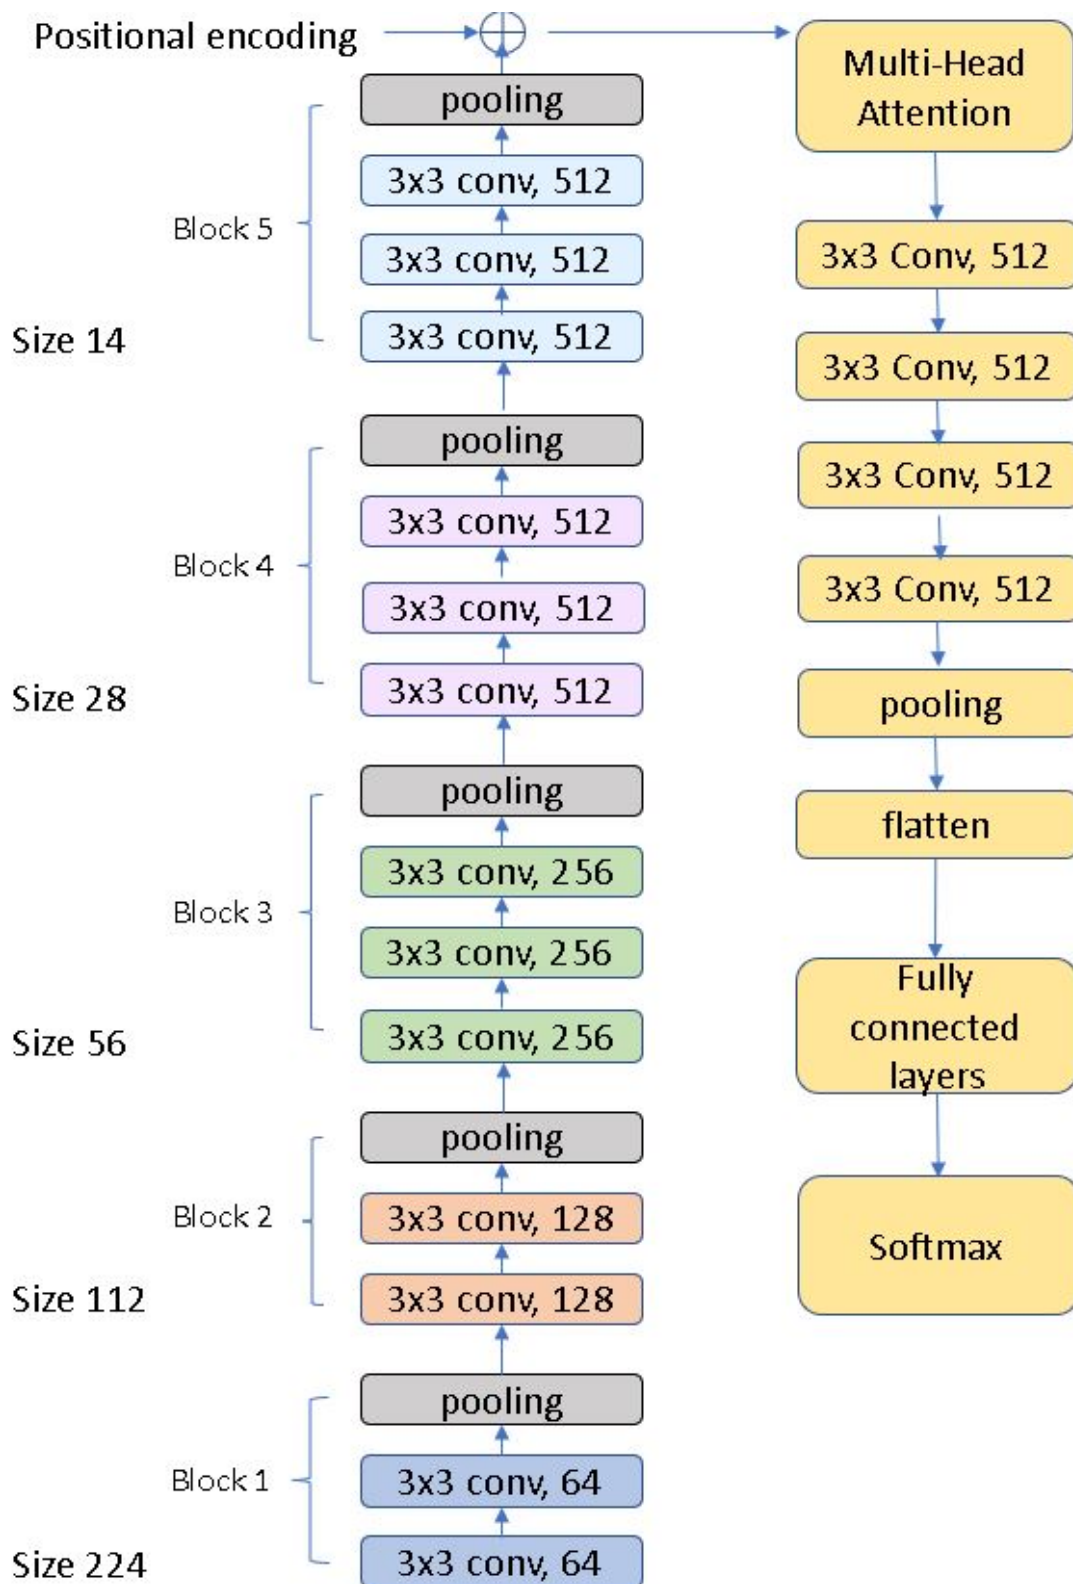 Positional encoding
pooling
3x3 conv, 512
3x3 conv, 512
Block 5
3x3 conv, 512
Size 14
pooling
3x3 conv, 512
Block 4
3x3 conv, 512
3x3 conv, 512
Size 28
pooling
3x3 conv, 256
Block 3
3x3 conv, 256
3x3 conv, 256
Size 56
pooling
3x3 conv, 128
Block 2
3x3 conv, 128
Size 112
pooling
3x3 conv, 64
Block 1
3x3 conv, 64
Size 224
Multi-Head
Attention
3x3 Conv, 512
3x3 Conv, 512
3x3 Conv, 512
3x3 Conv, 512
pooling
flatten
Fully
connected
layers
Softmax